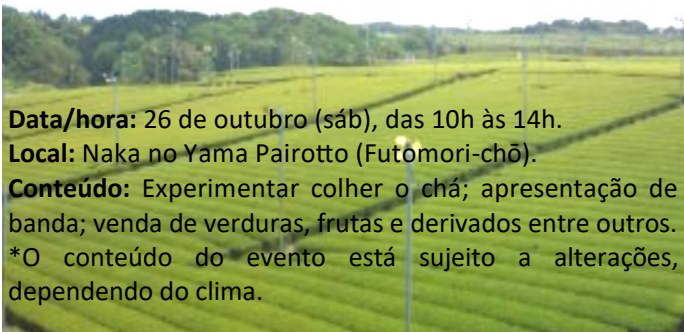 Data/hora: 26 de outubro (sáb), das 10h às 14h.
Local: Naka no Yama Pairotto (Futomori-chō).
Conteúdo: Experimentar colher o chá; apresentação de
banda; venda de verduras, frutas e derivados entre outros.
*O conteúdo do evento está sujeito a alterações,
dependendo do clima.